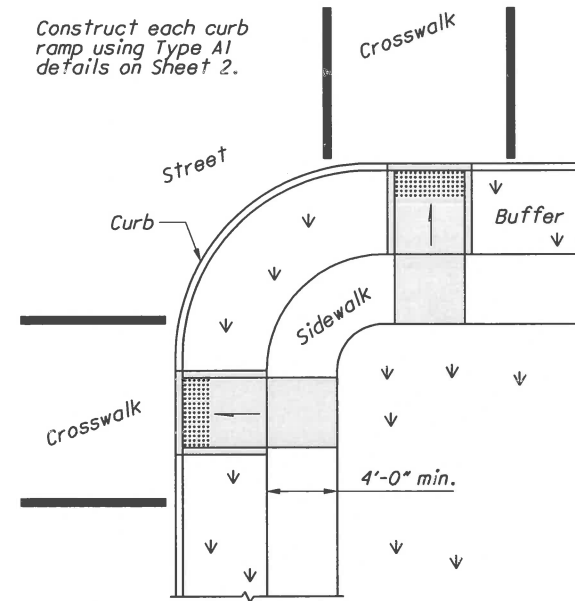 Construct each curb
ramp using Type A1
details on Sheet 2.
Crosswalk
Street
Curb
Buffer
Sidewalk
Crosswalk
4'-0" min.